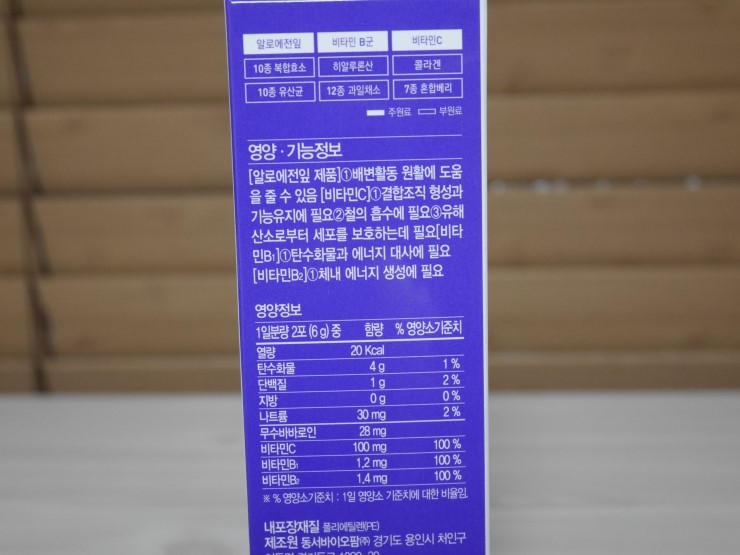 알로에전잎 비타민 B군 비타민C
10종 복합효소 히알루론산 콜라겐
10종 유산균 12종 과일채소 7종 혼합베리
주원료 부원료
영양·기능정보
[알로에전잎 제품]①배변활동 원활에 도움
을 줄 수 있음 [비타민C]①결합조직 형성과
기능유지에 필요②철의 흡수에 필요③유해
산소로부터 세포를 보호하는데 필요[비타
민B₁]①탄수화물과 에너지 대사에 필요
[비타민B₂]①체내 에너지 생성에 필요
영양정보
1일분량 2포 (6 g) 중 함량 % 영양소기준치
열량 20 Kcal
탄수화물 4 g 1 %
단백질 1 g 2 %
지방 0 g 0 %
나트륨 30 mg 2 %
무수바바로인 28 mg
비타민C 100 mg 100 %
비타민B₁ 1.2 mg 100 %
비타민B₂ 1.4 mg 100 %
※ % 영양소기준치 : 1일 영양소 기준치에 대한 비율임.
내포장재질 폴리에틸렌(PE)
제조원 동서바이오팜㈜ 경기도 용인시 처인구